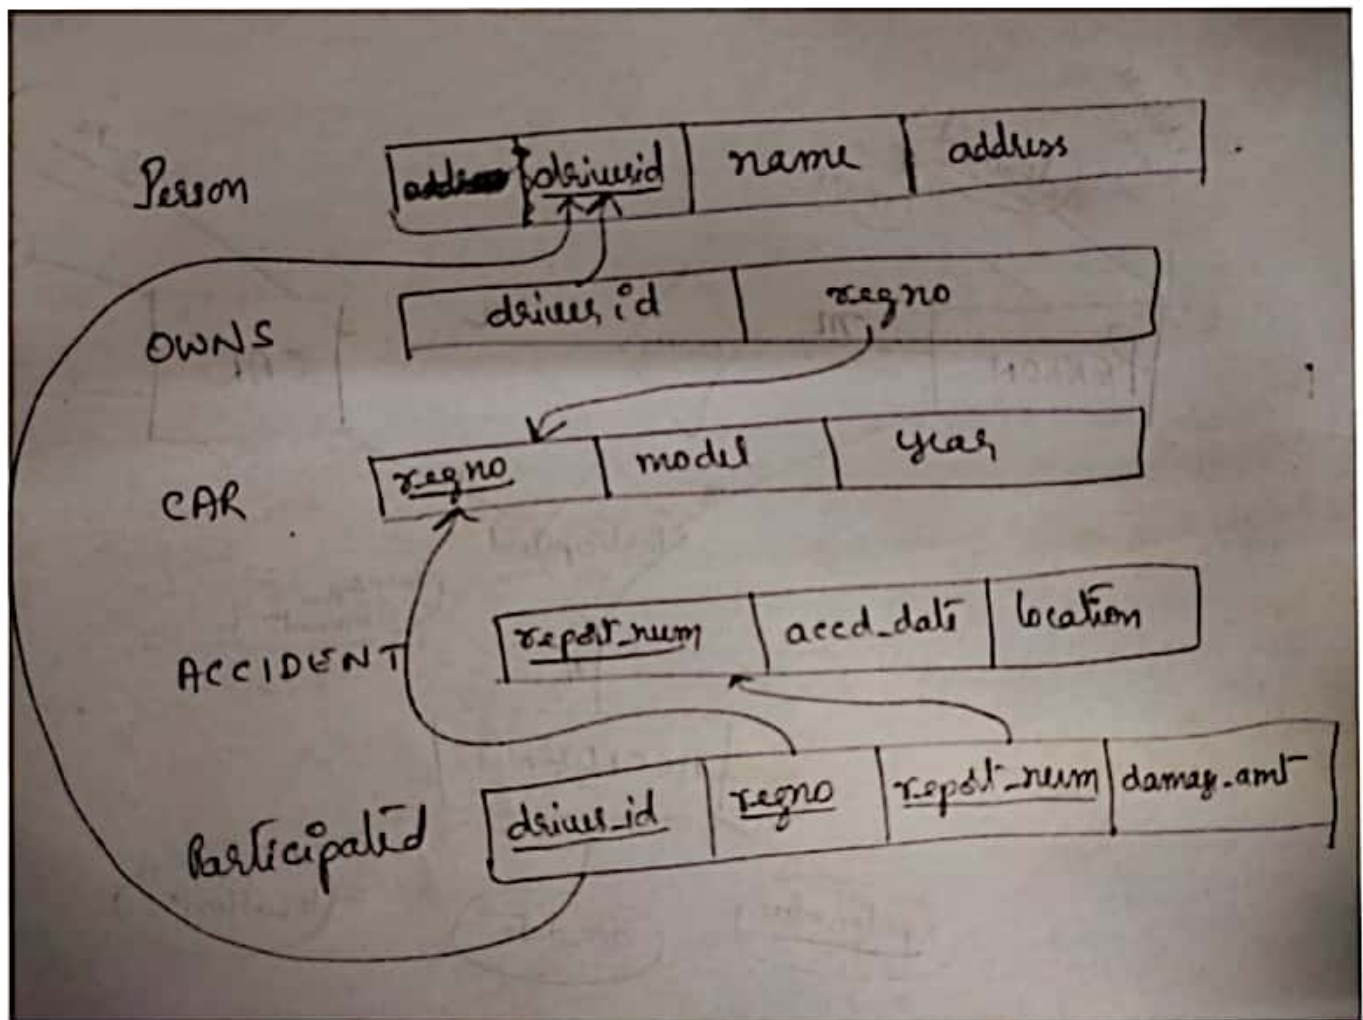 Person driverid name address
driver id regno
OWNS
regno model year
CAR
report_num accd_date location
ACCIDENT
driver_id regno report_num damag_amt
Participated